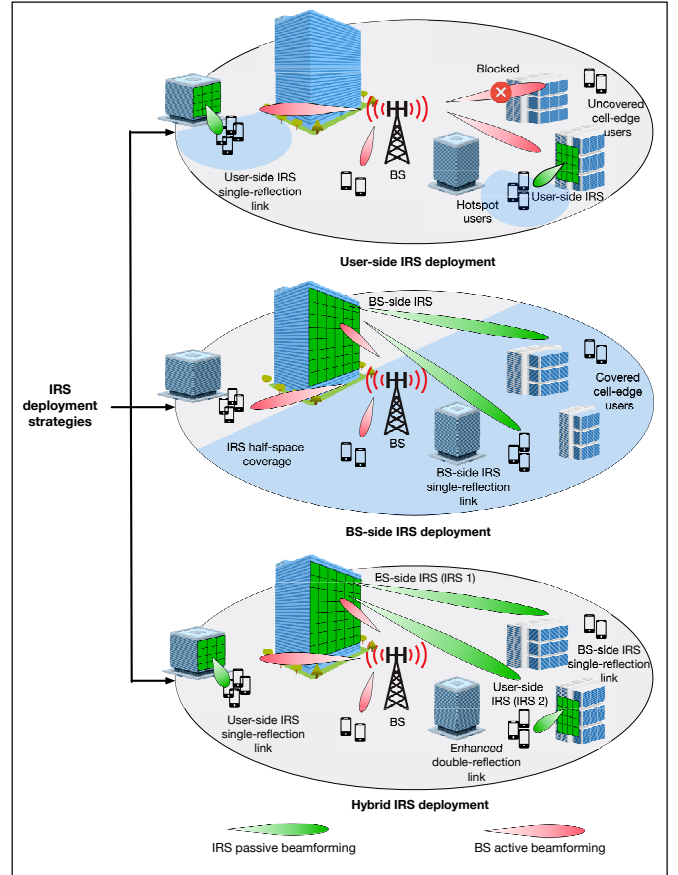 Blocked
Uncovered
cell-edge
users
BS
User-side IRS
single-reflection
link
Hotspot
users
User-side IRS
User-side IRS deployment
BS-side IRS
IRS
deployment
strategies
Covered
cell-edge
users
BS
IRS half-space
coverage
BS-side IRS
single-reflection
link
BS-side IRS deployment
BS-side IRS (IRS 1)
BS-side IRS
single-reflection
link
User-side
IRS (IRS 2)
BS
User-side IRS
single-reflection
link
Enhanced
double-reflection
link
Hybrid IRS deployment
IRS passive beamforming
BS active beamforming